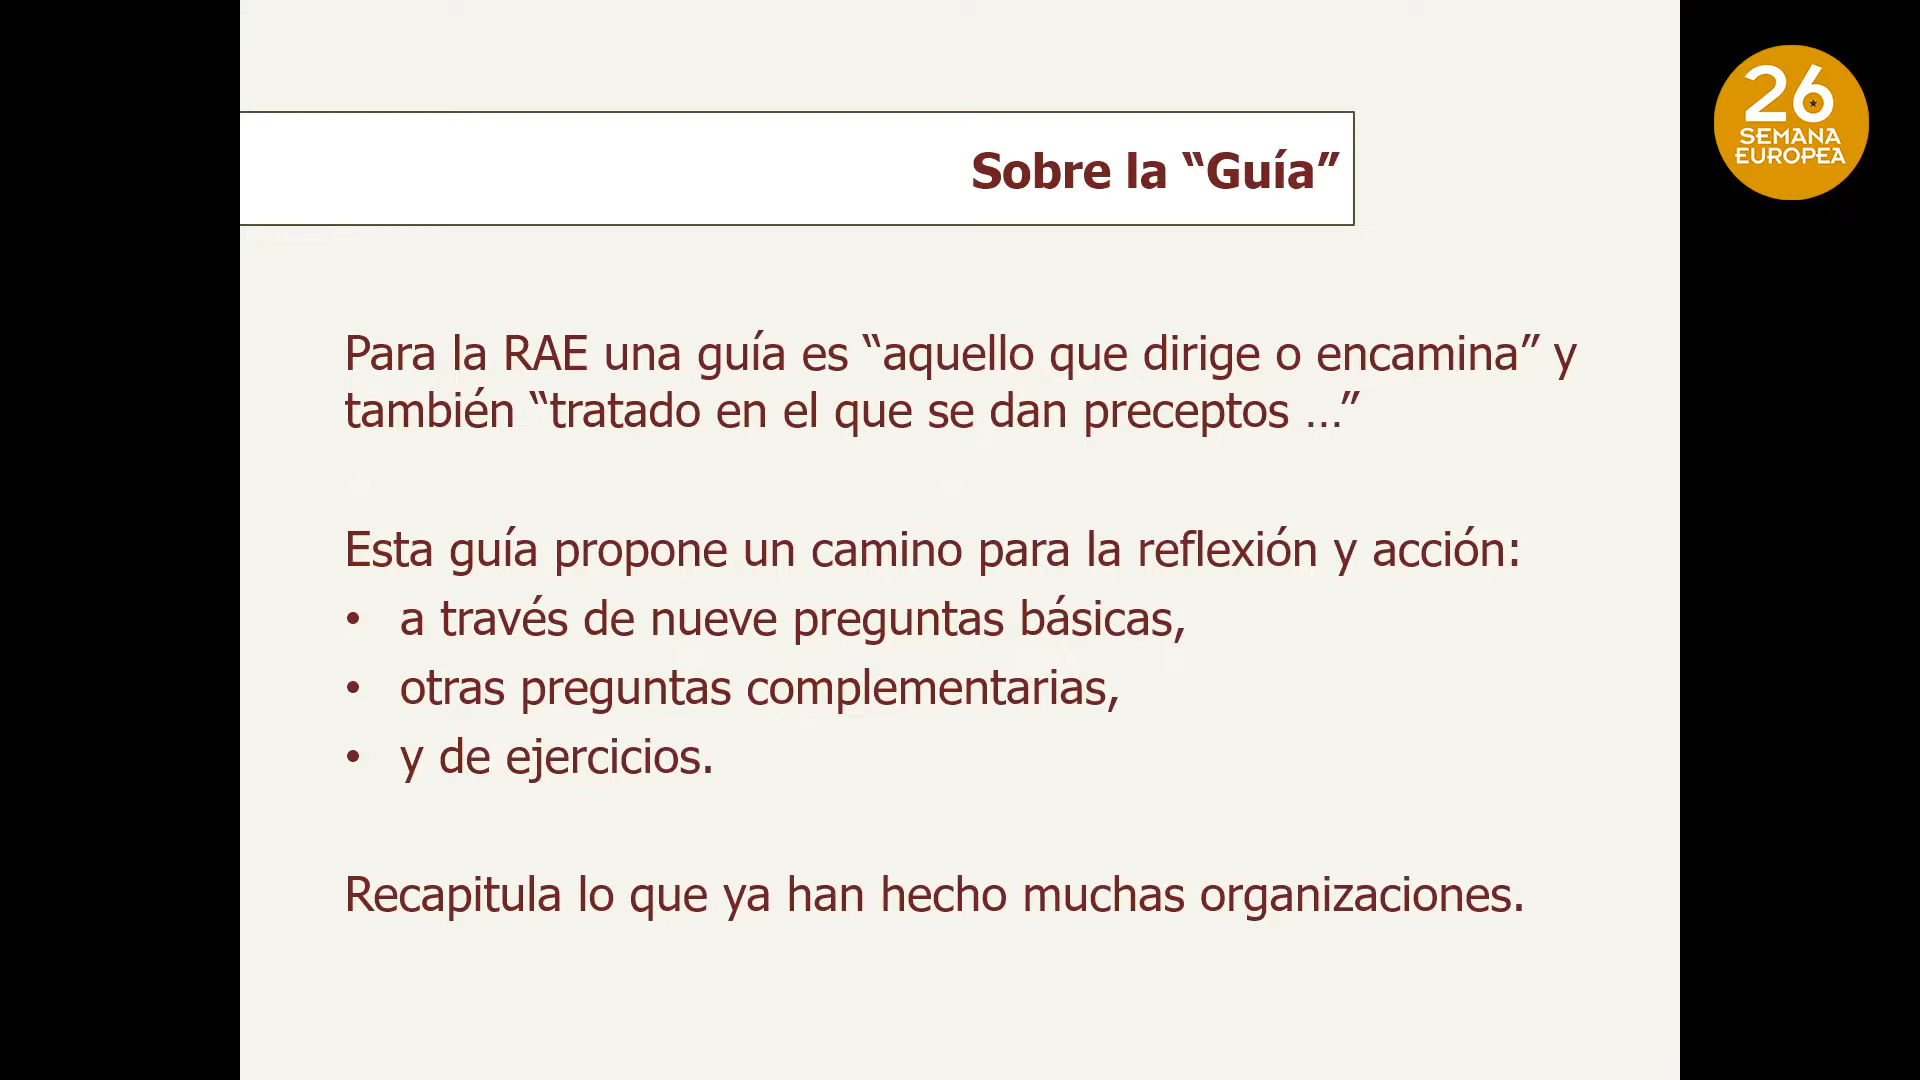 Sobre la “Guía”
26
SEMANA
EUROPEA
Para la RAE una guía es “aquello que dirige o encamina” y
también “tratado en el que se dan preceptos ...”
Esta guía propone un camino para la reflexión y acción:
• a través de nueve preguntas básicas,
• otras preguntas complementarias,
• y de ejercicios.
Recapitula lo que ya han hecho muchas organizaciones.